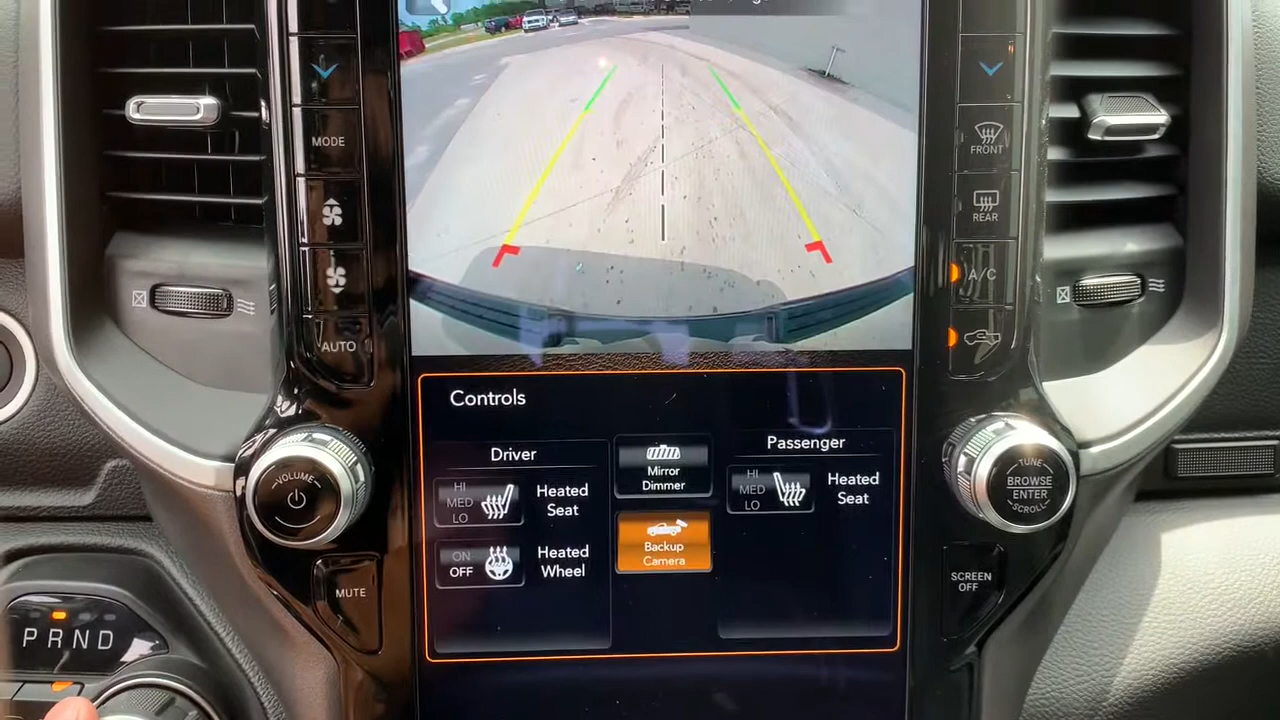 MODE
AUTO
FRONT
REAR
A/C
VOLUME
MUTE
PRND
TUNE
BROWSE
ENTER
SCROLL
SCREEN
OFF
Controls
Driver
HI
MED
LO
Heated
Seat
ON
OFF
Heated
Wheel
Mirror
Dimmer
Backup
Camera
Passenger
HI
MED
LO
Heated
Seat